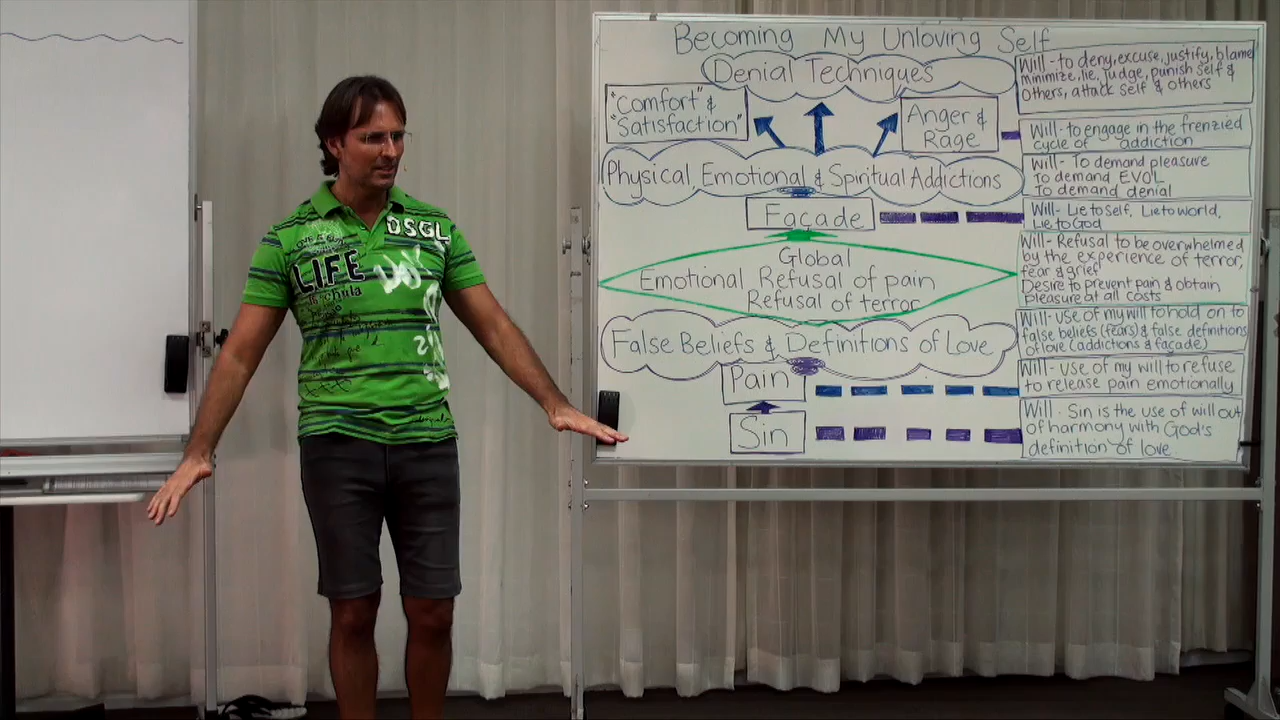 Becoming My Unloving Self
Denial Techniques
"Comfort" &
"Satisfaction"
Anger &
Rage
Physical Emotional & Spiritual Addictions
Façade
Global
Emotional Refusal of pain
Refusal of terror
False Beliefs & Definitions of Love
Pain
Sin
Will - to deny, excuse, justify, blame
minimize, lie, judge, punish self &
others, attack self & others
Will - to engage in the frenzied
cycle of addiction
Will - To demand pleasure
To demand EVOL
To demand denial
Will - Lie to Self, Lie to world,
Lie to God
Will - Refusal to be overwhelmed
by the experience of terror,
fear & grief
Desire to prevent pain & obtain
pleasure at all costs
Will - use of my will to hold on to
false beliefs (fears) & false definitions
of love (addictions & façade)
Will - use of my will to refuse
to release pain emotionally
Will - Sin is the use of will out
of harmony with God's
definition of love
DSGL
LIFE